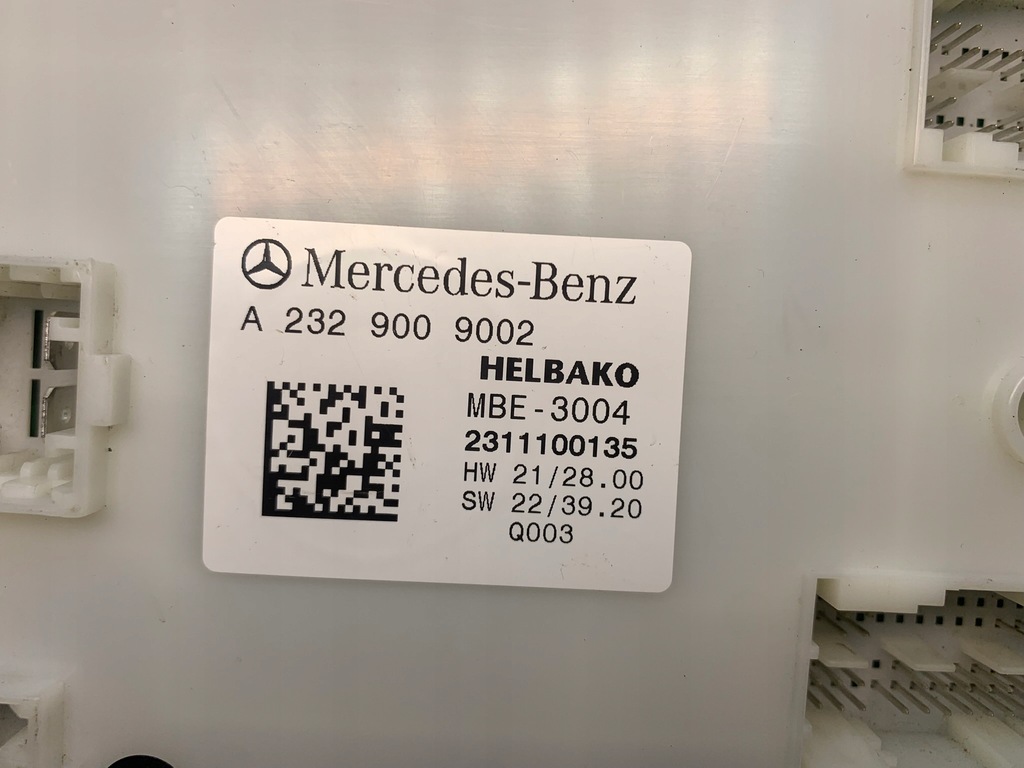 Mercedes-Benz
A 232 900 9002
HELBAKO
MBE-3004
2311100135
HW 21/28.00
SW 22/39.20
Q003